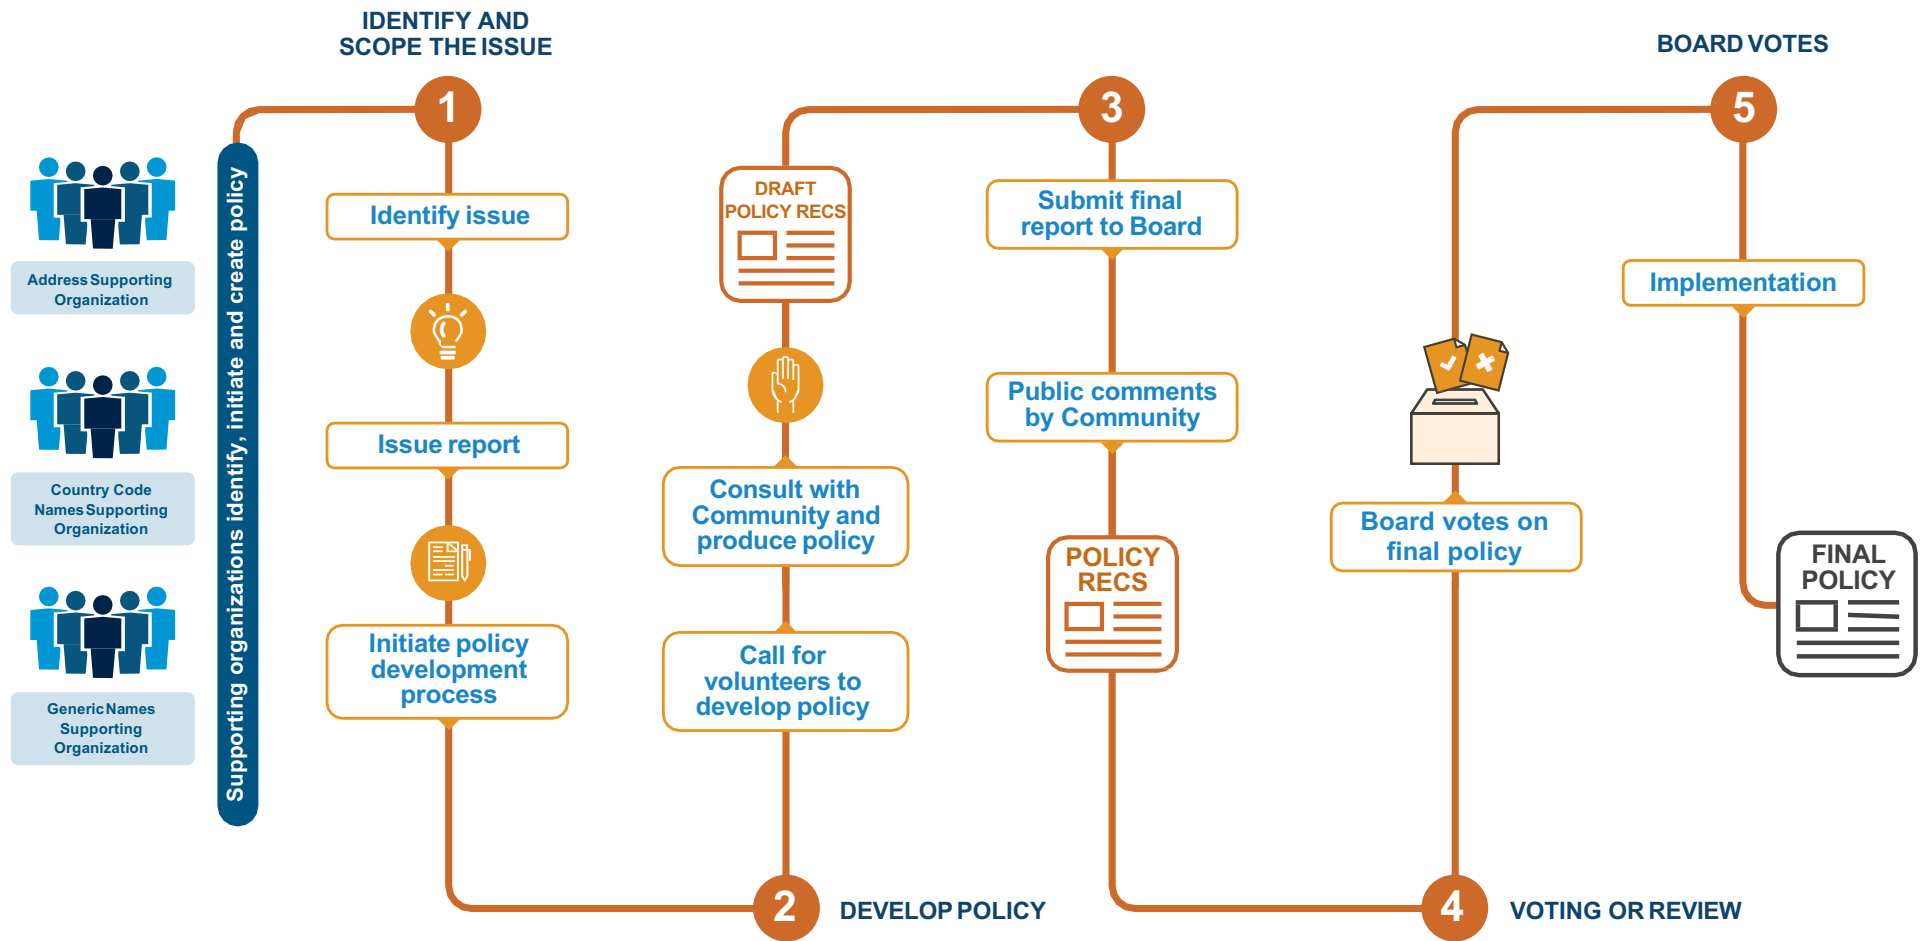 Address Supporting
Organization
Country Code
Names Supporting
Organization
Generic Names
Supporting
Organization
Supporting organizations identify, initiate and create policy
IDENTIFY AND
SCOPE THE ISSUE
1
Identify issue
Issue report
Initiate policy
development
process
2
DEVELOP POLICY
Call for
volunteers to
develop policy
Consult with
Community and
produce policy
DRAFT
POLICY RECS
3
Submit final
report to Board
Public comments
by Community
POLICY
RECS
4
VOTING OR REVIEW
Board votes on
final policy
BOARD VOTES
5
Implementation
FINAL
POLICY